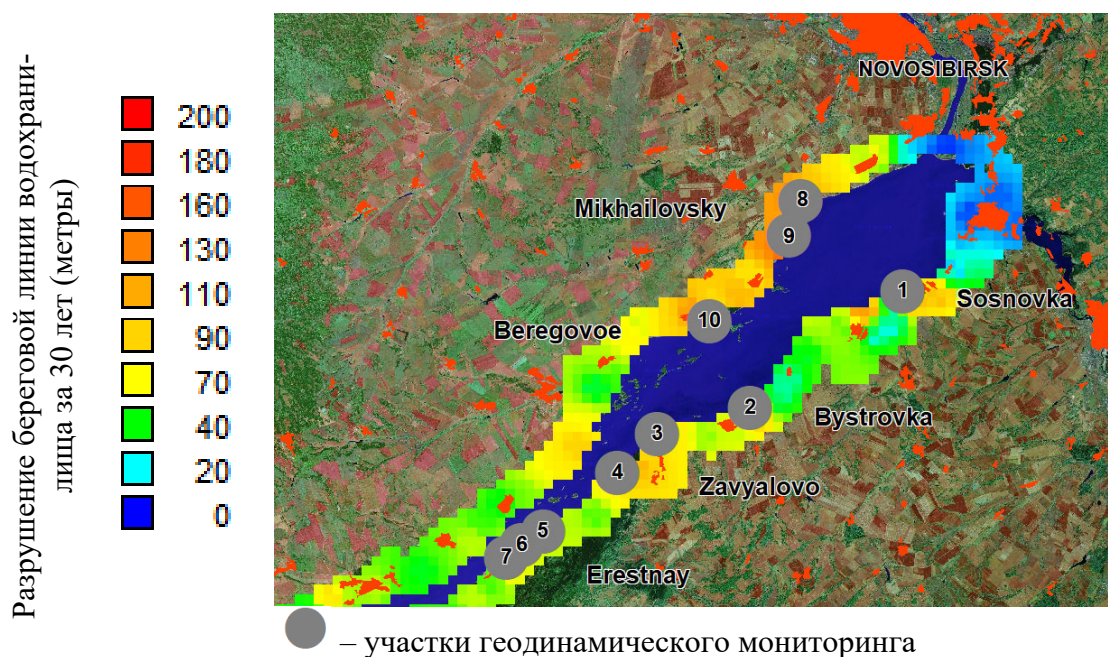 Разрушение береговой линии водохрани-
лища за 30 лет (метры)
200
180
160
130
110
90
70
40
20
0
NOVOSIBIRSK
Mikhailovsky
8
9
1
Sosnovka
Beregovoe
10
2
Bystrovka
3
4
Zavyalovo
5
6
7
Erestnay
– участки геодинамического мониторинга